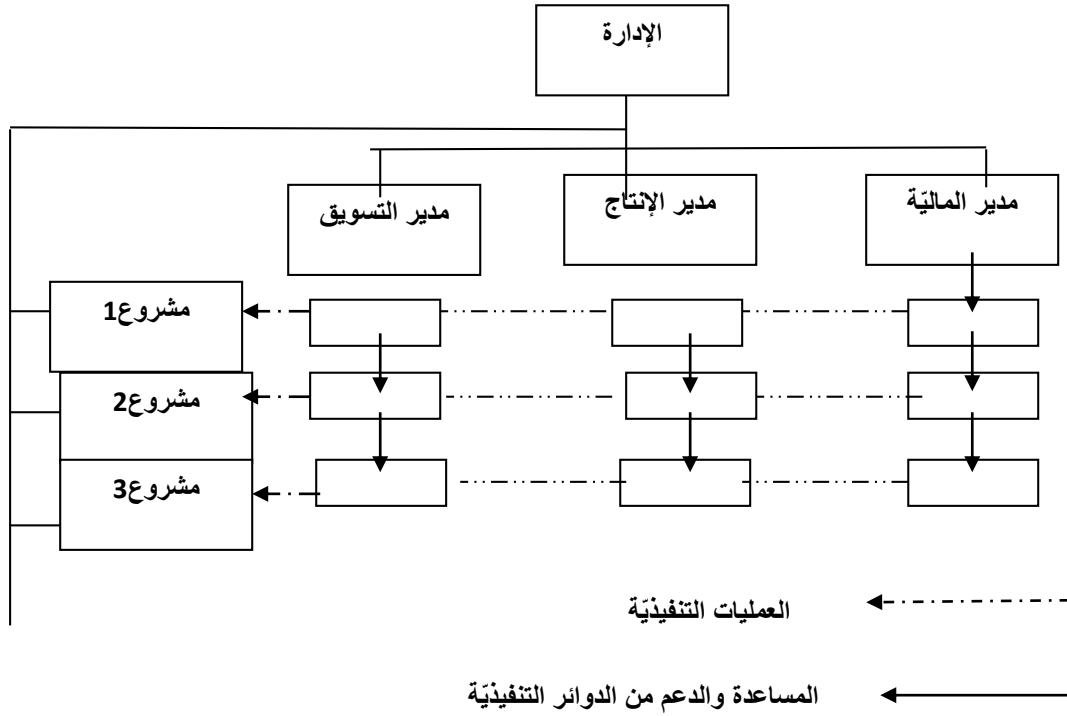 الإدارة
مدير الماليّة
مدير الإنتاج
مدير التسويق
مشروع1
مشروع2
مشروع3
العمليات التنفيذيّة
المساعدة والدعم من الدوائر التنفيذيّة